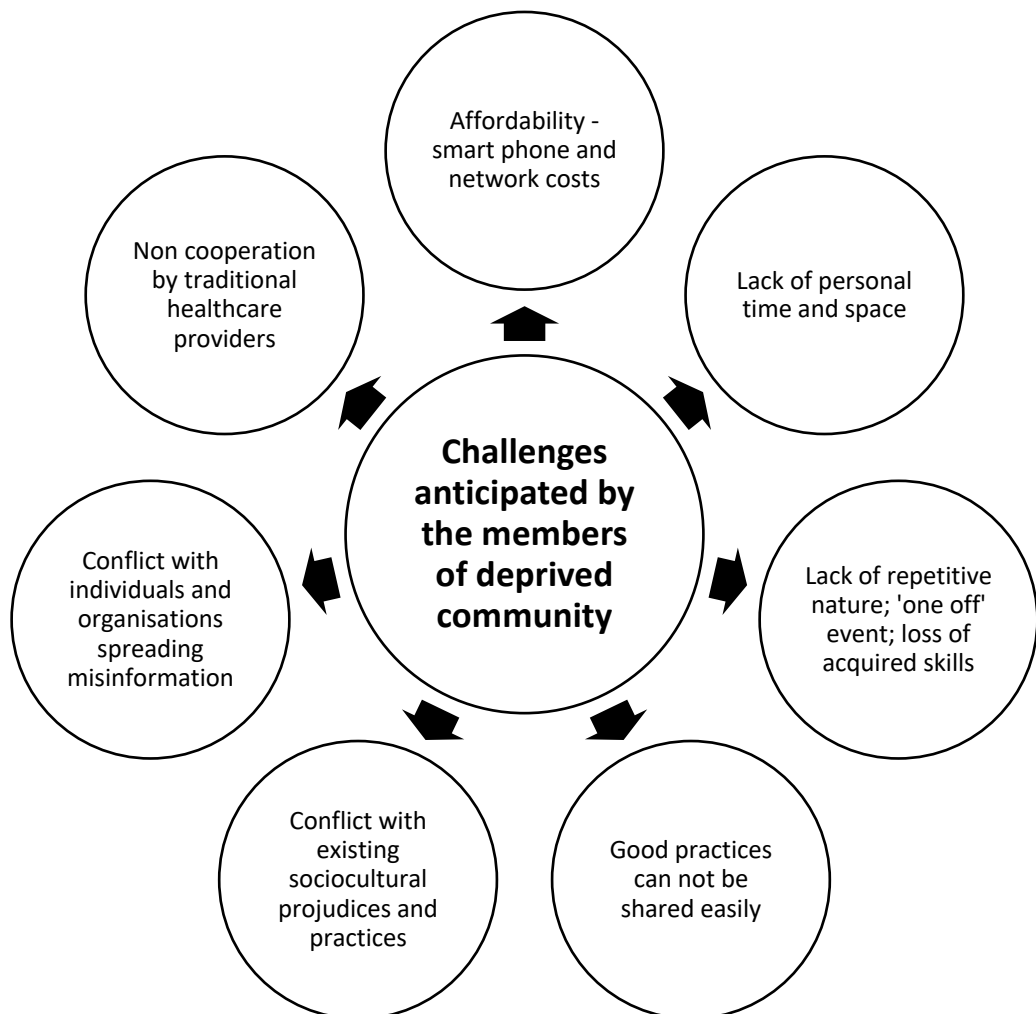 Affordability -
smart phone and
network costs
Lack of personal
time and space
Lack of repetitive
nature; 'one off'
event; loss of
acquired skills
Good practices
can not be
shared easily
Conflict with
existing
sociocultural
projudices and
practices
Conflict with
individuals and
organisations
spreading
misinformation
Non cooperation
by traditional
healthcare
providers
Challenges
anticipated by
the members
of deprived
community